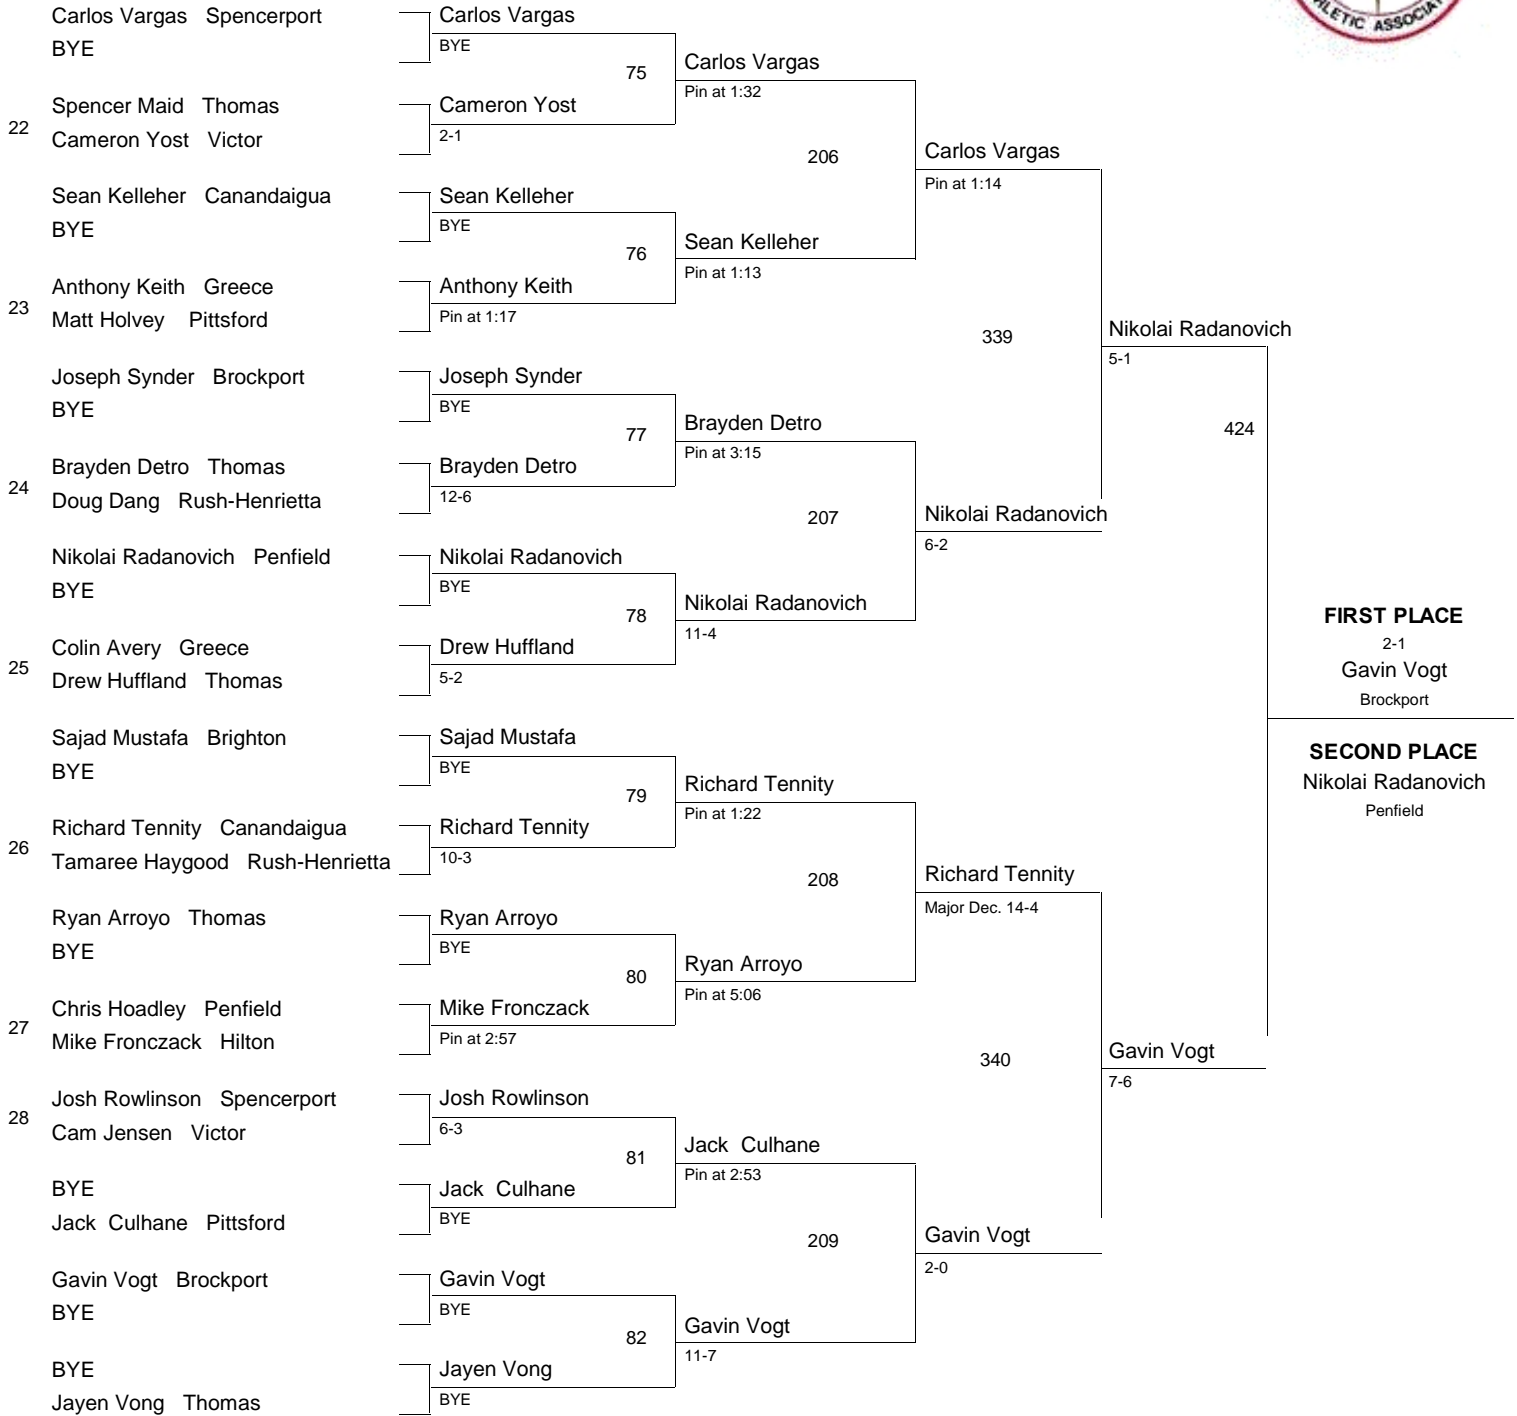 ATHLETIC ASSOCIATION
Carlos Vargas Spencerport
BYE
22
Spencer Maid Thomas
Cameron Yost Victor
Sean Kelleher Canandaigua
BYE
23
Anthony Keith Greece
Matt Holvey Pittsford
Joseph Synder Brockport
BYE
24
Brayden Detro Thomas
Doug Dang Rush-Henrietta
Nikolai Radanovich Penfield
BYE
25
Colin Avery Greece
Drew Huffland Thomas
Sajad Mustafa Brighton
BYE
26
Richard Tennity Canandaigua
Tamaree Haygood Rush-Henrietta
Ryan Arroyo Thomas
BYE
27
Chris Hoadley Penfield
Mike Fronczack Hilton
28
Josh Rowlinson Spencerport
Cam Jensen Victor
BYE
Jack Culhane Pittsford
Gavin Vogt Brockport
BYE
BYE
Jayen Vong Thomas
Carlos Vargas
BYE
75
Cameron Yost
2-1
Sean Kelleher
BYE
76
Anthony Keith
Pin at 1:17
Joseph Synder
BYE
77
Brayden Detro
12-6
Nikolai Radanovich
BYE
78
Drew Huffland
5-2
Sajad Mustafa
BYE
79
Richard Tennity
10-3
Ryan Arroyo
BYE
80
Mike Fronczack
Pin at 2:57
Josh Rowlinson
6-3
81
Jack Culhane
BYE
Gavin Vogt
BYE
82
Jayen Vong
BYE
Carlos Vargas
Pin at 1:32
206
Sean Kelleher
Pin at 1:13
Brayden Detro
Pin at 3:15
207
Nikolai Radanovich
11-4
Richard Tennity
Pin at 1:22
208
Ryan Arroyo
Pin at 5:06
Jack Culhane
Pin at 2:53
209
Gavin Vogt
11-7
Carlos Vargas
Pin at 1:14
339
Nikolai Radanovich
6-2
Richard Tennity
Major Dec. 14-4
340
Gavin Vogt
2-0
Nikolai Radanovich
5-1
424
Gavin Vogt
7-6
FIRST PLACE
2-1
Gavin Vogt
Brockport
SECOND PLACE
Nikolai Radanovich
Penfield